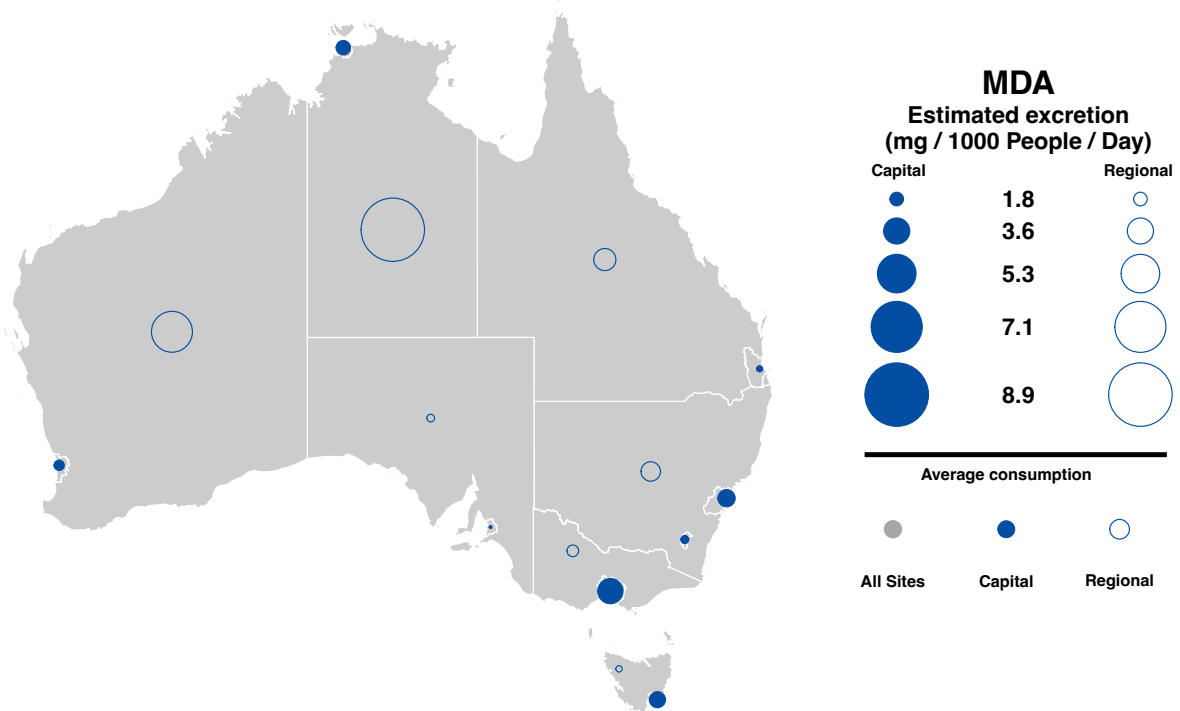 MDA
Estimated excretion
(mg / 1000 People / Day)
Capital Regional
1.8
3.6
5.3
7.1
8.9
Average consumption
All Sites Capital Regional